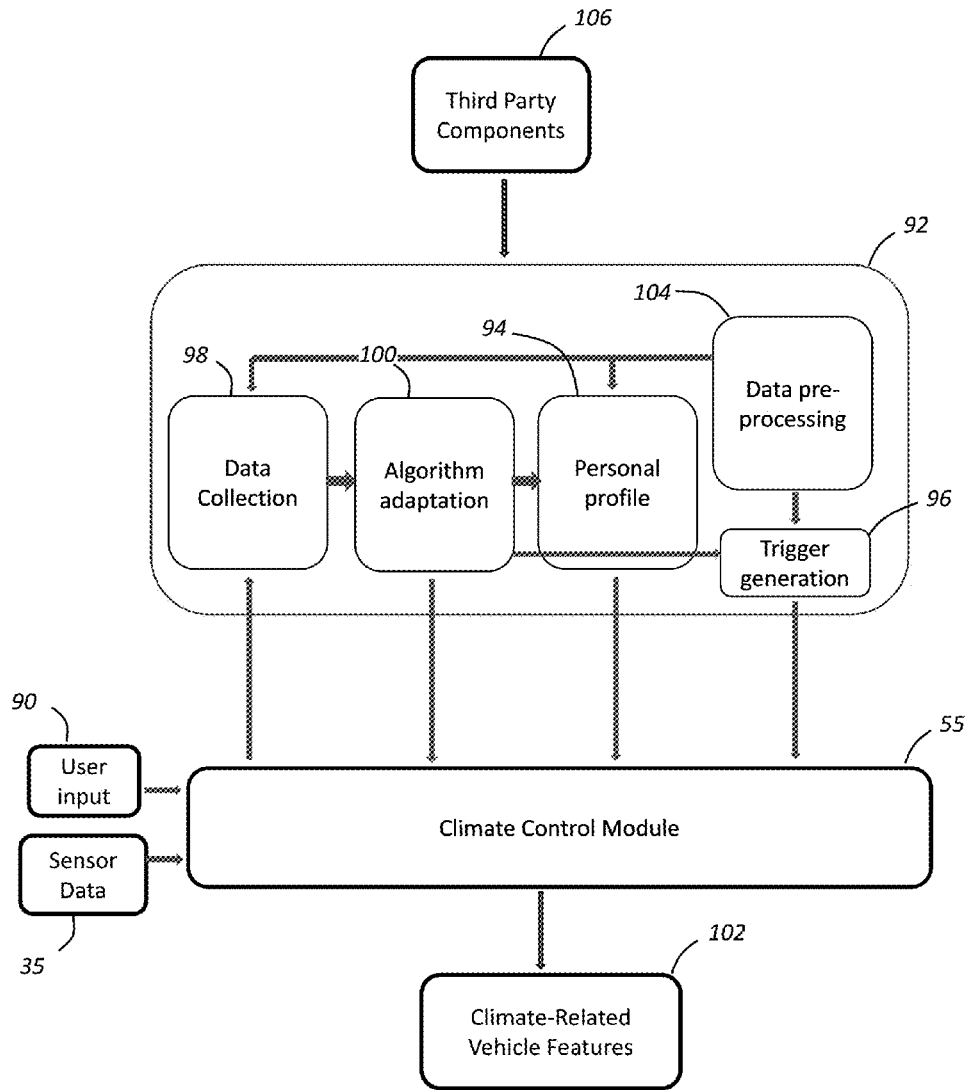 106
Third Party
Components
92
104
94
98
100
Data pre-
processing
Data
Collection
Algorithm
adaptation
Personal
profile
96
Trigger
generation
90
55
User
input
Climate Control Module
Sensor
Data
35
102
Climate-Related
Vehicle Features